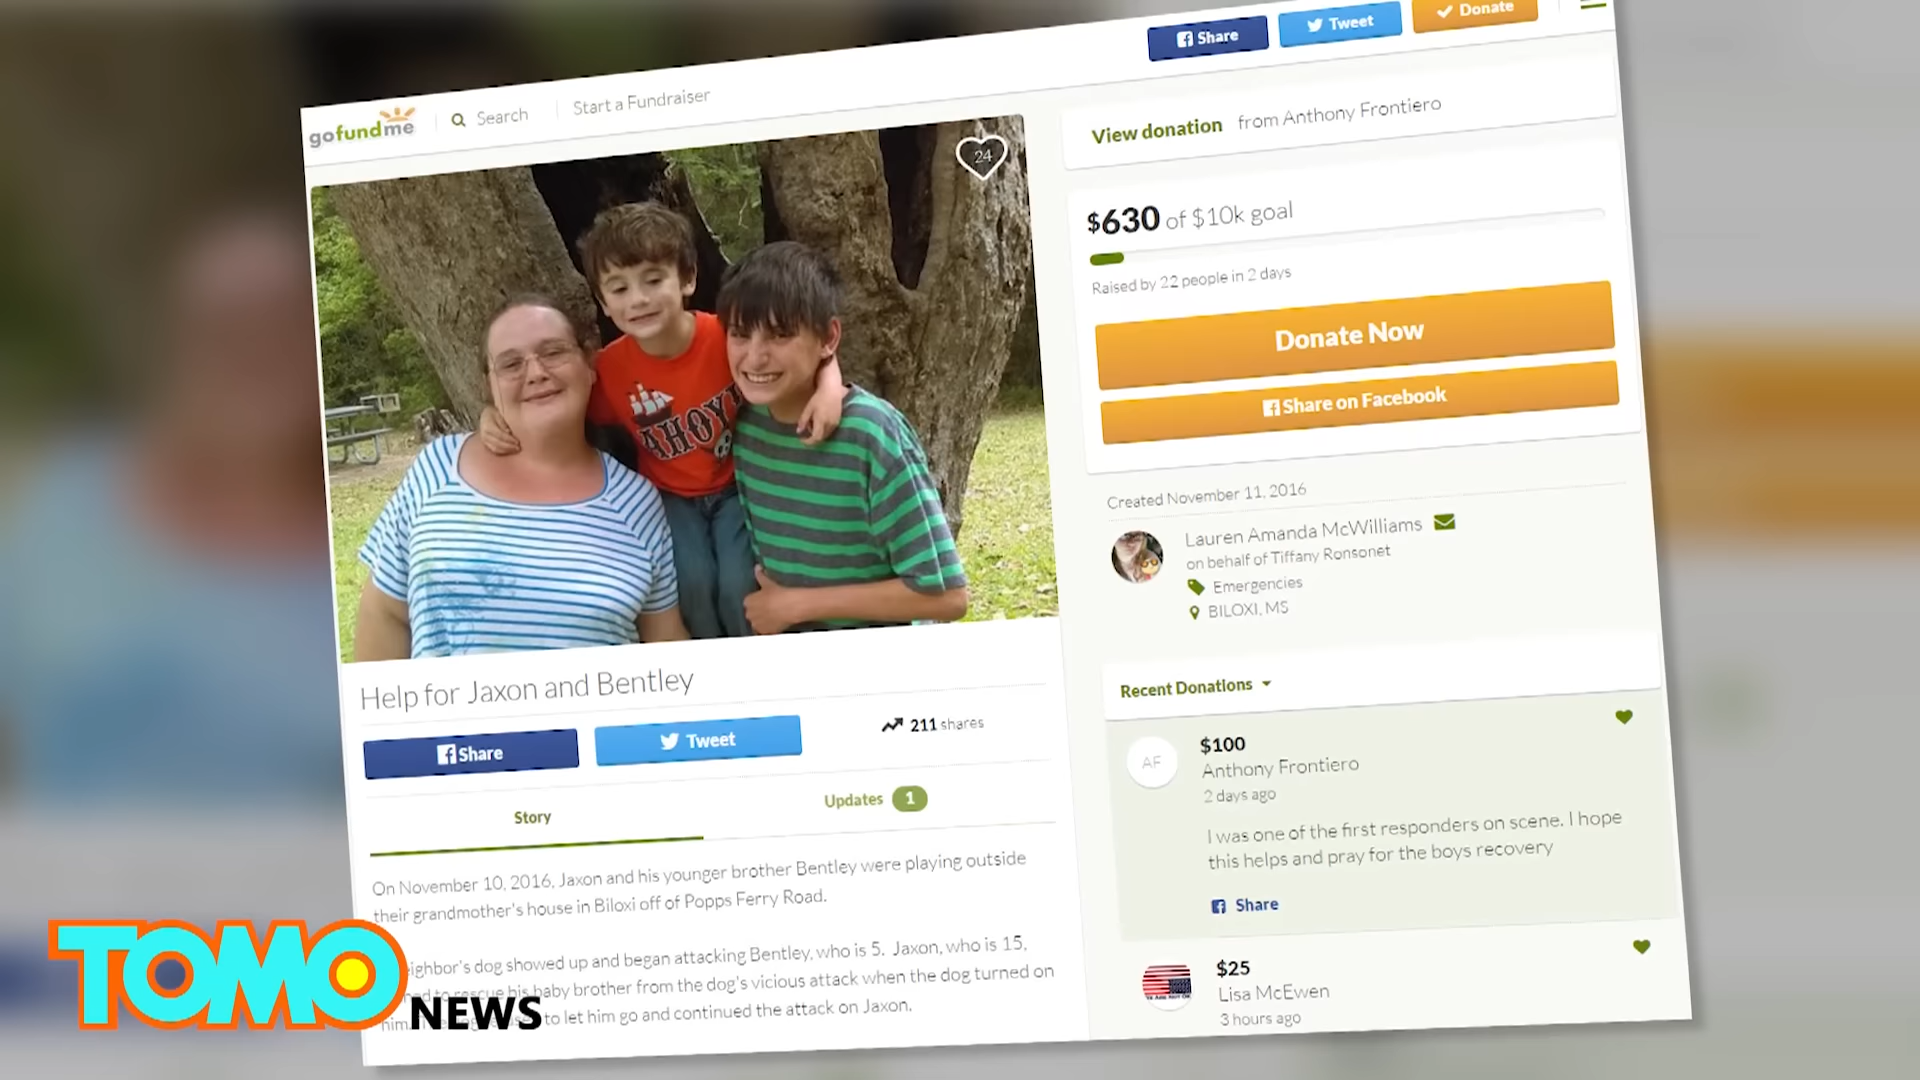 Share
Tweet
Donate
gofundme
Search
Start a Fundraiser
24
View donation from Anthony Frontiero
$630 of $10k goal
Raised by 22 people in 2 days
Donate Now
Share on Facebook
AHOY
Created November 11, 2016
Lauren Amanda McWilliams
on behalf of Tiffany Ronsonet
Emergencies
BILOXI, MS
Help for Jaxon and Bentley
Share
Tweet
211 shares
Story
Updates 1
On November 10, 2016, Jaxon and his younger brother Bentley were playing outside
their grandmother's house in Biloxi off of Popps Ferry Road.
dog showed up and began attacking Bentley, who is 5. Jaxon, who is 15,
to rescue his baby brother from the dog's vicious attack when the dog turned on
him. to let him go and continued the attack on Jaxon.
Recent Donations
AF
$100
Anthony Frontiero
2 days ago
I was one of the first responders on scene. I hope
this helps and pray for the boys recovery
Share
$25
Lisa McEwen
3 hours ago
TOMO
NEWS